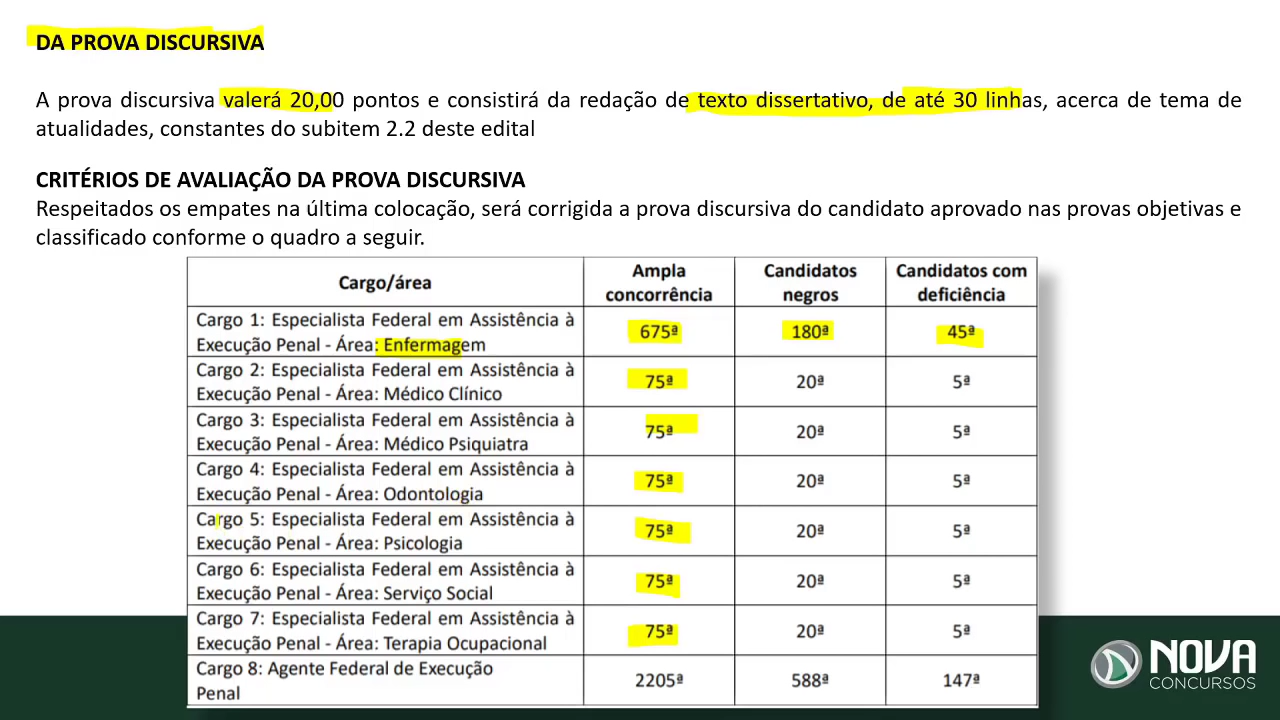 DA PROVA DISCURSIVA
A prova discursiva valerá 20,00 pontos e consistirá da redação de texto dissertativo, de até 30 linhas, acerca de tema de
atualidades, constantes do subitem 2.2 deste edital
CRITÉRIOS DE AVALIAÇÃO DA PROVA DISCURSIVA
Respeitados os empates na última colocação, será corrigida a prova discursiva do candidato aprovado nas provas objetivas e
classificado conforme o quadro a seguir.
Cargo/área
Ampla
concorrência
Candidatos
negros
Candidatos com
deficiência
Cargo 1: Especialista Federal em Assistência à
Execução Penal - Área: Enfermagem
675ª
180ª
45ª
Cargo 2: Especialista Federal em Assistência à
Execução Penal - Área: Médico Clínico
75ª
20ª
5ª
Cargo 3: Especialista Federal em Assistência à
Execução Penal - Área: Médico Psiquiatra
75ª
20ª
5ª
Cargo 4: Especialista Federal em Assistência à
Execução Penal - Área: Odontologia
75ª
20ª
5ª
Cargo 5: Especialista Federal em Assistência à
Execução Penal - Área: Psicologia
75ª
20ª
5ª
Cargo 6: Especialista Federal em Assistência à
Execução Penal - Área: Serviço Social
75ª
20ª
5ª
Cargo 7: Especialista Federal em Assistência à
Execução Penal - Área: Terapia Ocupacional
75ª
20ª
5ª
Cargo 8: Agente Federal de Execução
Penal
2205ª
588ª
147ª
NOVA
CONCURSOS